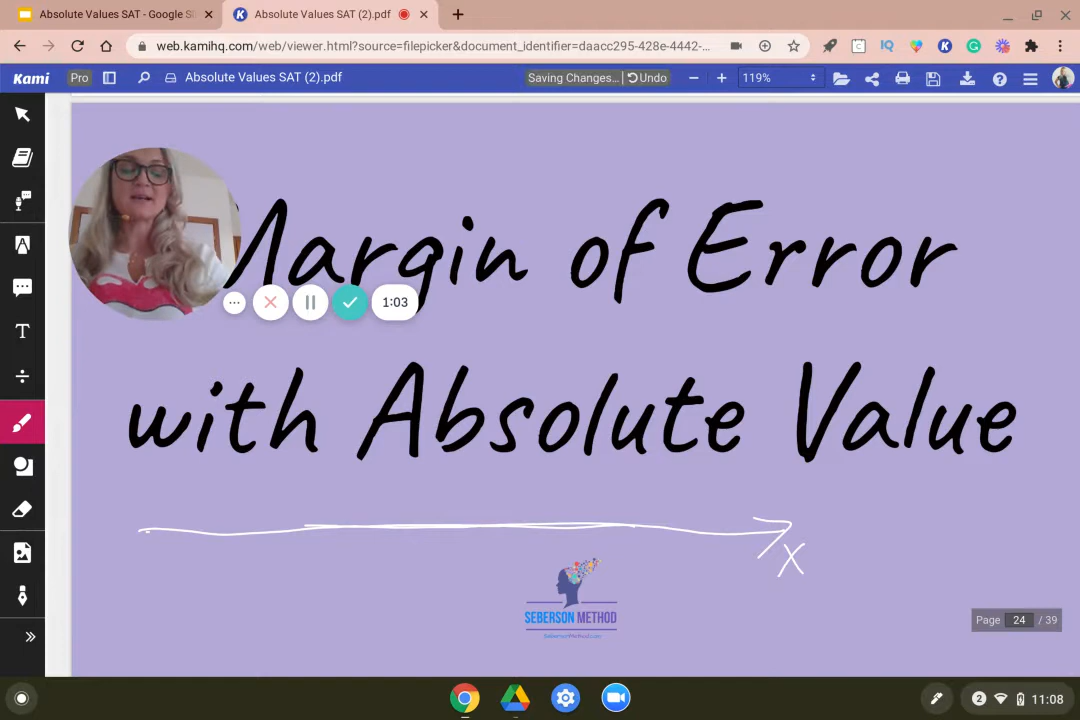 Absolute Values SAT - Google Sl
Absolute Values SAT (2).pdf
web.kamihq.com/web/viewer.html?source=filepicker&document_identifier=daacc295-428e-4442-...
Kami Pro Absolute Values SAT (2).pdf Saving Changes... | Undo 119%
Margin of Error
1:03
with Absolute Value
X
SEBERSON METHOD
SebersonMethod.com
Page 24 / 39
2 11:08